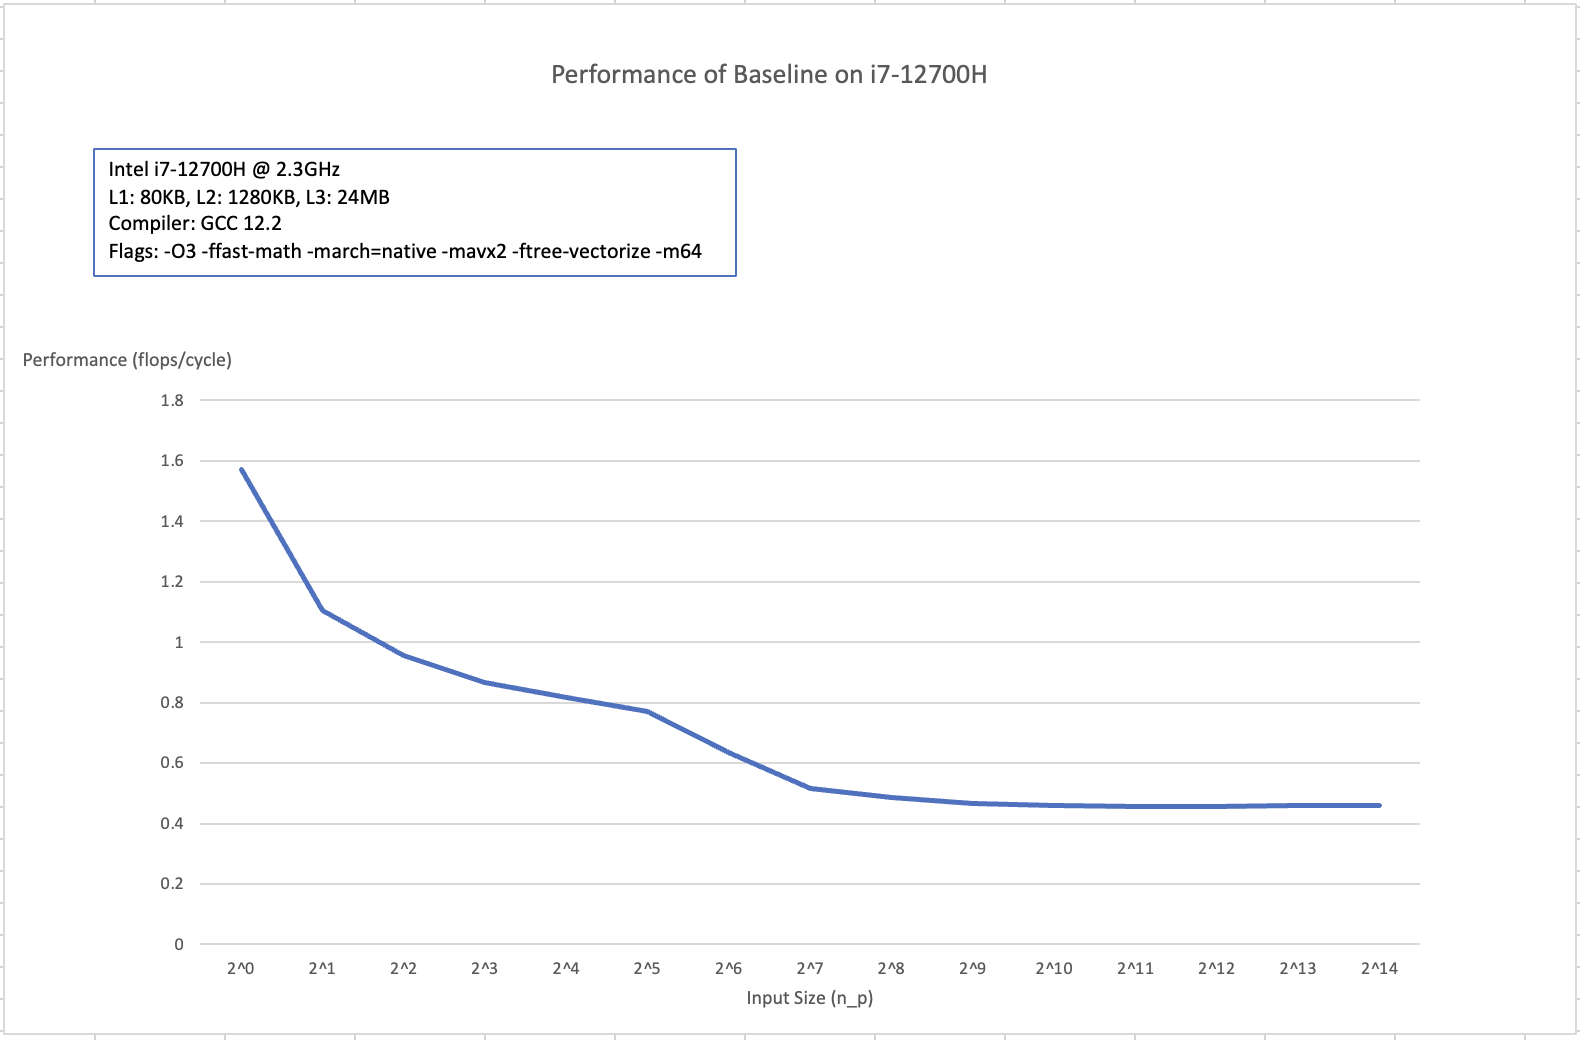 Performance of Baseline on i7-12700H
Intel i7-12700H @ 2.3GHz
L1: 80KB, L2: 1280KB, L3: 24MB
Compiler: GCC 12.2
Flags: -O3 -ffast-math -march=native -mavx2 -ftree-vectorize -m64
Performance (flops/cycle)
1.8
1.6
1.4
1.2
1
0.8
0.6
0.4
0.2
0
2^0 2^1 2^2 2^3 2^4 2^5 2^6 2^7 2^8 2^9 2^10 2^11 2^12 2^13 2^14
Input Size (n_p)